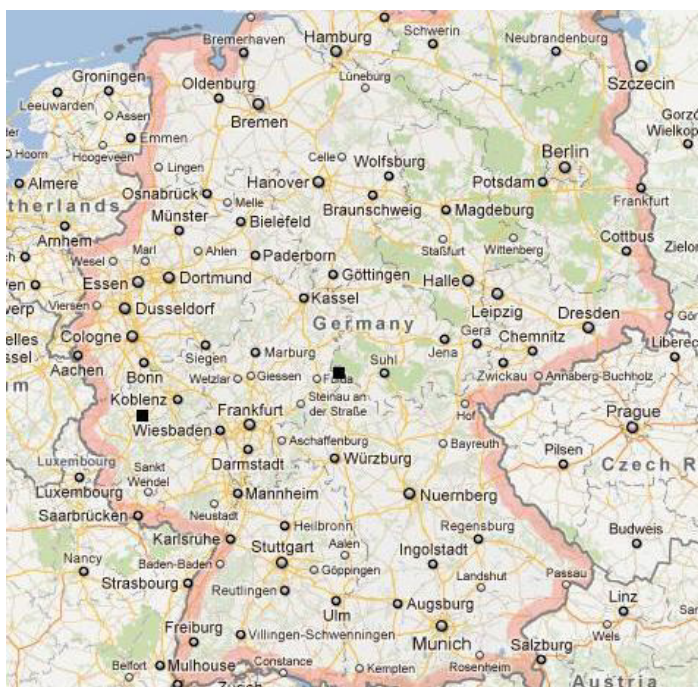 Bremerhaven
Hamburg
Schwerin
Neubrandenburg
Groningen
Leeuwarden
Assen
Oldenburg
Bremen
Lüneburg
Szczecin
Emmen
Hoogeveen
Hoorn
Almere
Lingen
Celle
Wolfsburg
Berlin
Gorzó
Wielkop
Osnabrück
Hanover
Potsdam
Frankfurt
therlands
Melle
Braunschweig
Magdeburg
Münster
Bielefeld
Arnhem
Cottbus
Zielon
Wesel
Marl
Ahlen
Paderborn
Staßfurt
Wittenberg
Essen
Dortmund
Göttingen
Halle
Viersen
Dusseldorf
Kassel
Leipzig
werp
Germany
Dresden
Gör
Cologne
Siegen
Marburg
Jena
Gera
Chemnitz
Liberec
elles
ssel
Aachen
Bonn
Wetzlar
Giessen
Fulda
Suhl
Zwickau
Annaberg-Buchholz
um
Koblenz
Steinau an
der Straße
Hof
Frankfurt
Prague
Wiesbaden
Aschaffenburg
Bayreuth
Luxembourg
Darmstadt
Würzburg
Pilsen
Czech R
Sankt
Wendel
Luxembourg
Mannheim
Nuernberg
Saarbrücken
Neustadt
Heilbronn
Regensburg
Budweis
Karlsruhe
Aalen
Nancy
Baden-Baden
Stuttgart
Göppingen
Ingolstadt
Strasbourg
Reutlingen
Landshut
Passau
Ulm
Augsburg
Linz
Freiburg
Villingen-Schwenningen
Munich
Wels
Salzburg
Belfort
Mulhouse
Constance
Kempten
Rosenheim
Austria